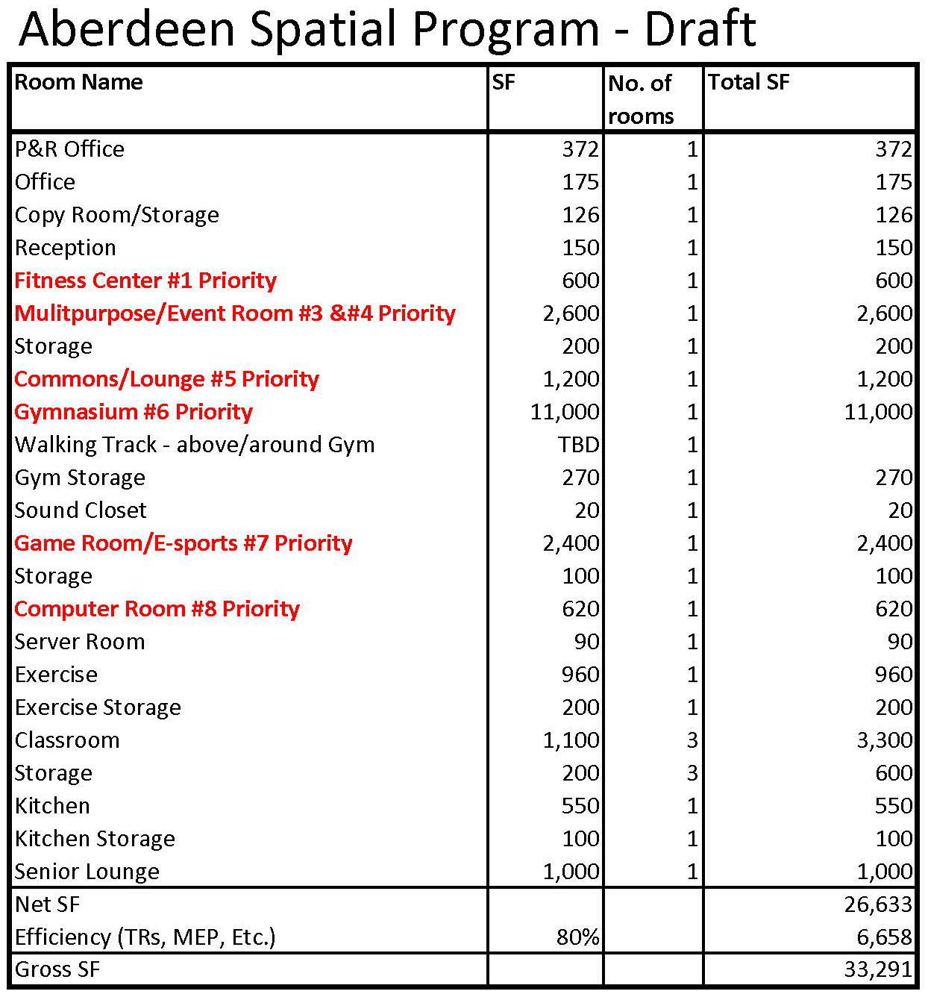 Aberdeen Spatial Program - Draft
Room Name SF No. of rooms Total SF
P&R Office 372 1 372
Office 175 1 175
Copy Room/Storage 126 1 126
Reception 150 1 150
Fitness Center #1 Priority 600 1 600
Mulitpurpose/Event Room #3 &#4 Priority 2,600 1 2,600
Storage 200 1 200
Commons/Lounge #5 Priority 1,200 1 1,200
Gymnasium #6 Priority 11,000 1 11,000
Walking Track - above/around Gym TBD 1
Gym Storage 270 1 270
Sound Closet 20 1 20
Game Room/E-sports #7 Priority 2,400 1 2,400
Storage 100 1 100
Computer Room #8 Priority 620 1 620
Server Room 90 1 90
Exercise 960 1 960
Exercise Storage 200 1 200
Classroom 1,100 3 3,300
Storage 200 3 600
Kitchen 550 1 550
Kitchen Storage 100 1 100
Senior Lounge 1,000 1 1,000
Net SF 26,633
Efficiency (TRs, MEP, Etc.) 80% 6,658
Gross SF 33,291